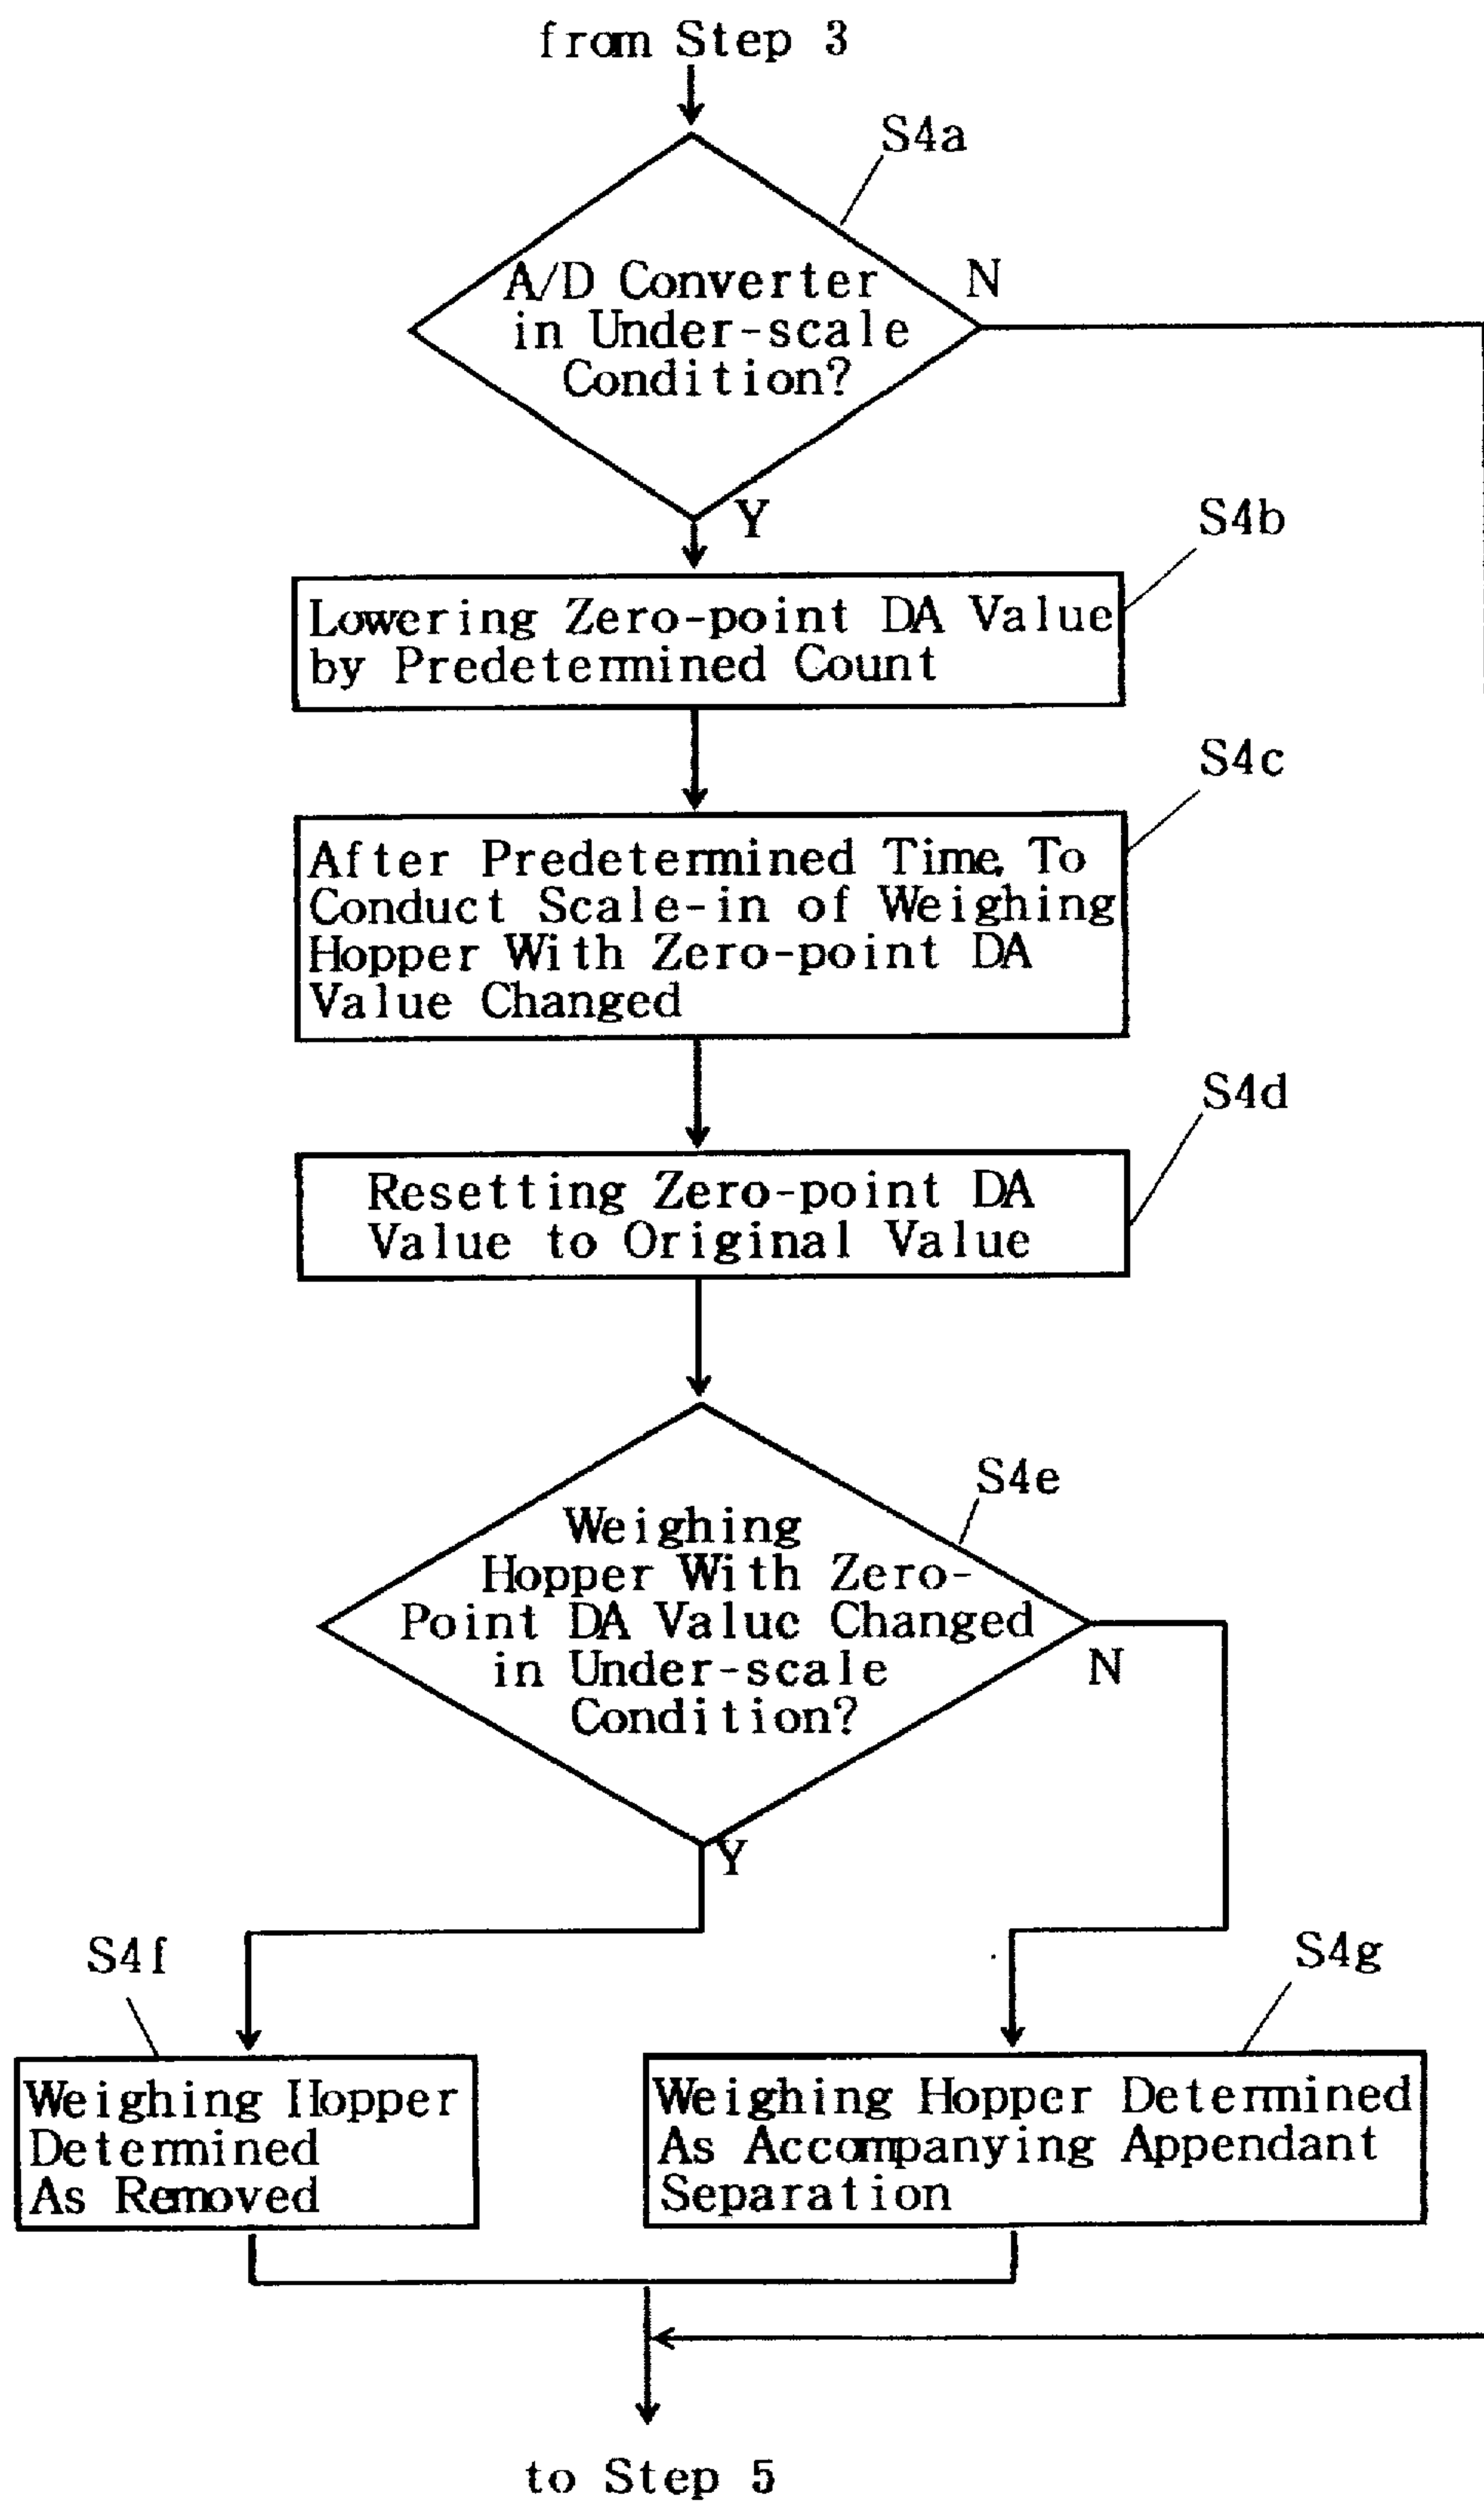 from Step 3
S4a
A/D Converter
in Under-scale
Condition?
N
Y
S4b
Lowering Zero-point DA Value
by Predetermined Count
S4c
After Predetermined Time, To
Conduct Scale-in of Weighing
Hopper With Zero-point DA
Value Changed
S4d
Resetting Zero-point DA
Value to Original Value
S4e
Weighing
Hopper With Zero-
Point DA Value Changed
in Under-scale
Condition?
N
Y
S4f
Weighing Hopper
Determined
As Removed
S4g
Weighing Hopper Determined
As Accompanying Appendant
Separation
to Step 5